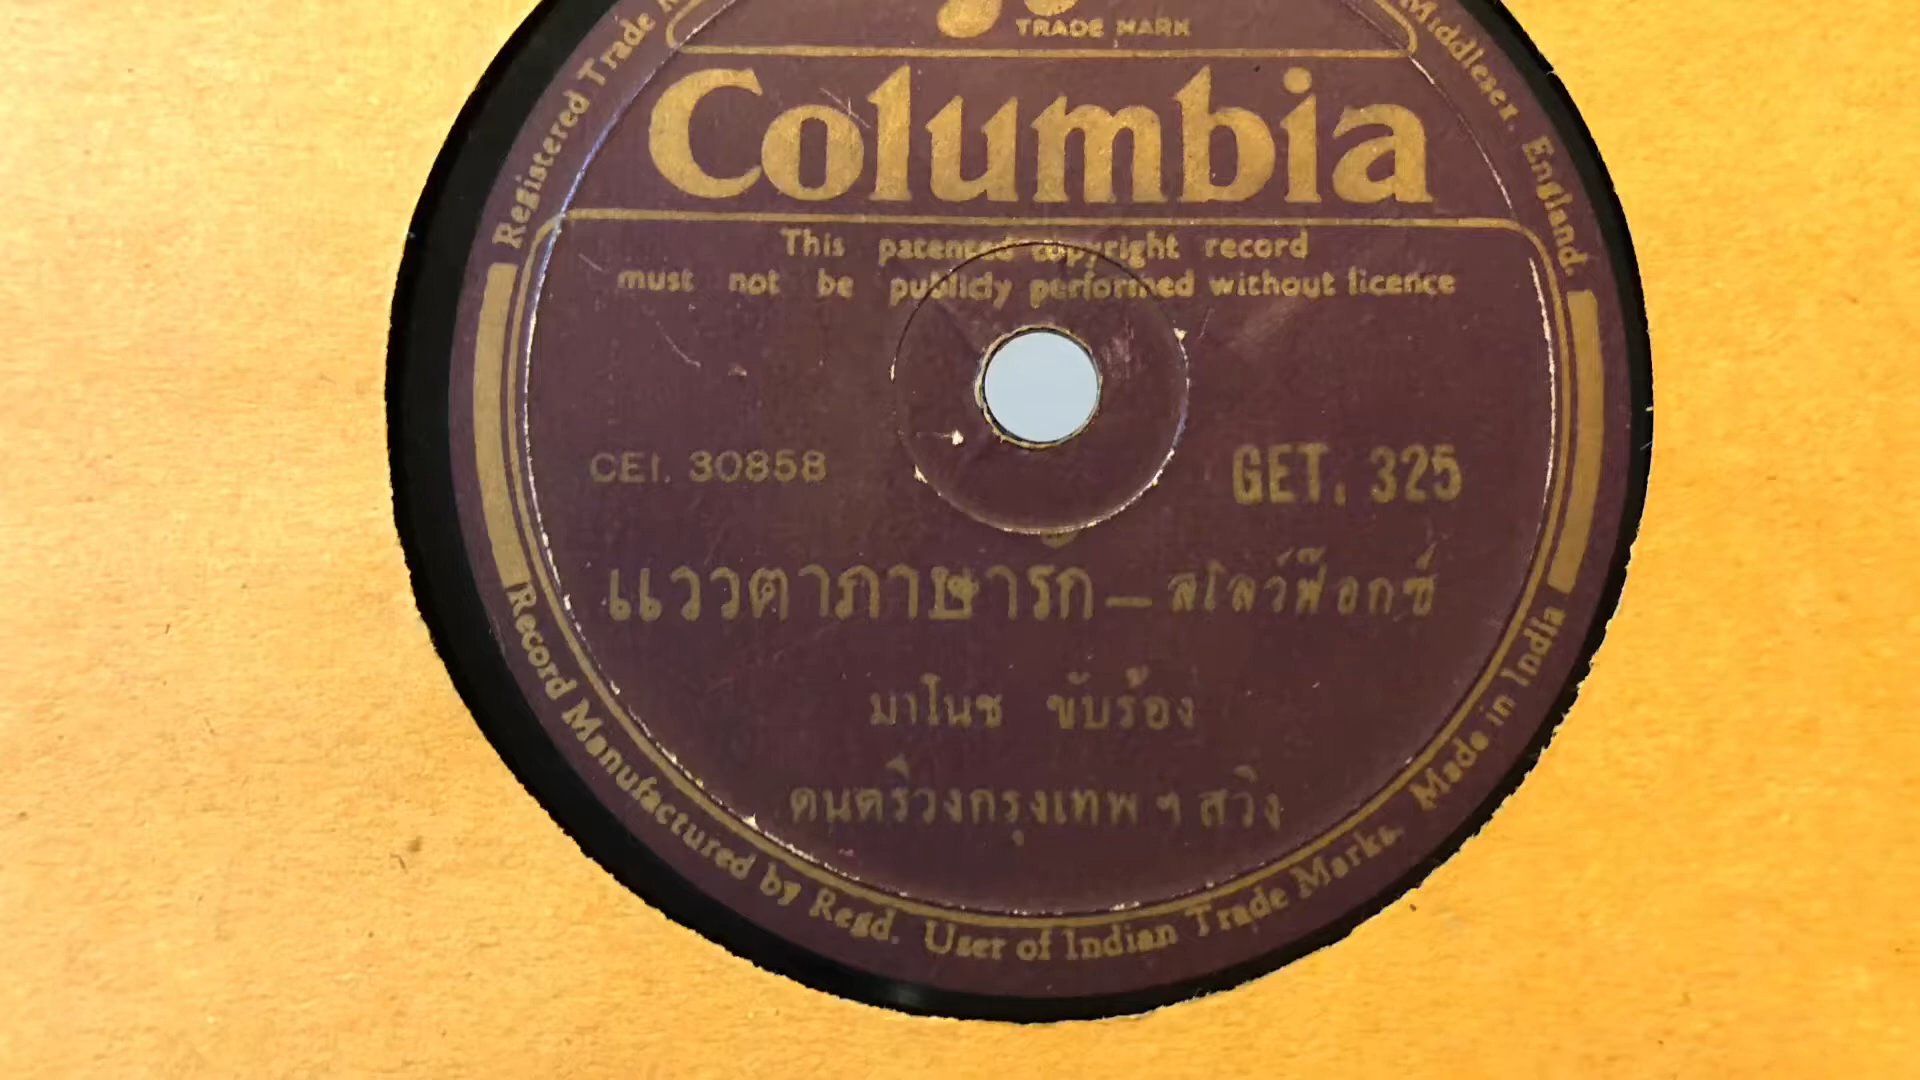 TRADE MARK
Columbia
Registered Trade
Middlesex, England.
This patented copyright record
must not be publicly performed without licence
CEI. 30858
GET. 325
แววตาภาษารัก — สโลว์ฟ๊อกซ์
มาโนช ขับร้อง
ดนตรีวงกรุงเทพ ฯ สวิง
Record Manufactured by Regd. User of Indian Trade Marks. Made in India